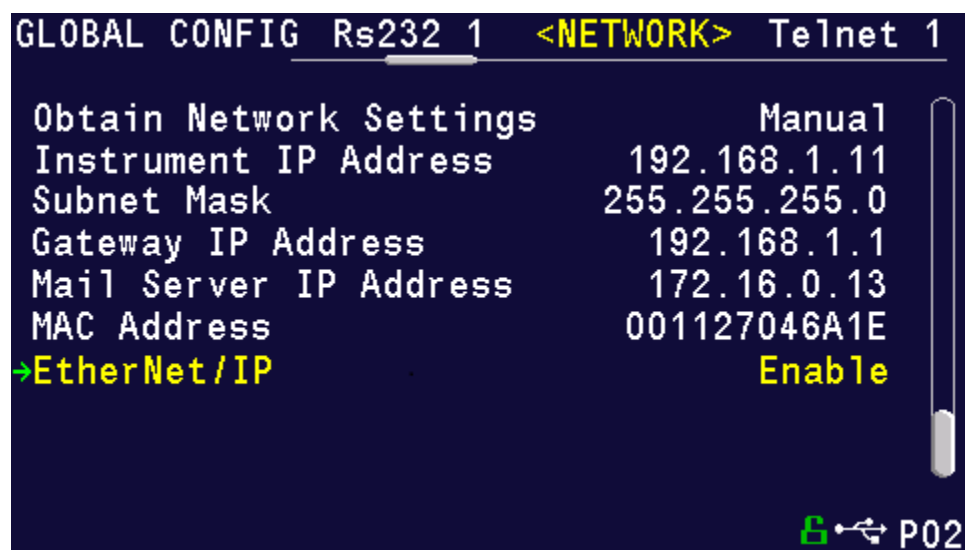 GLOBAL CONFIG Rs232 1 <NETWORK> Telnet 1
Obtain Network Settings Manual
Instrument IP Address 192.168.1.11
Subnet Mask 255.255.255.0
Gateway IP Address 192.168.1.1
Mail Server IP Address 172.16.0.13
MAC Address 001127046A1E
→EtherNet/IP Enable
P02